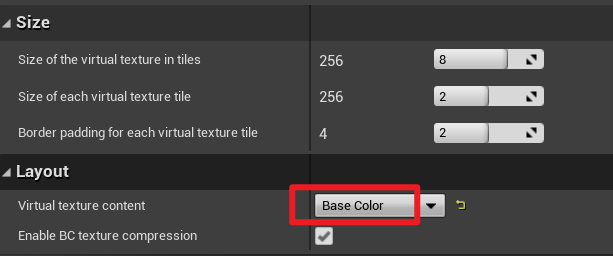 Size
Size of the virtual texture in tiles 256 8
Size of each virtual texture tile 256 2
Border padding for each virtual texture tile 4 2
Layout
Virtual texture content Base Color
Enable BC texture compression